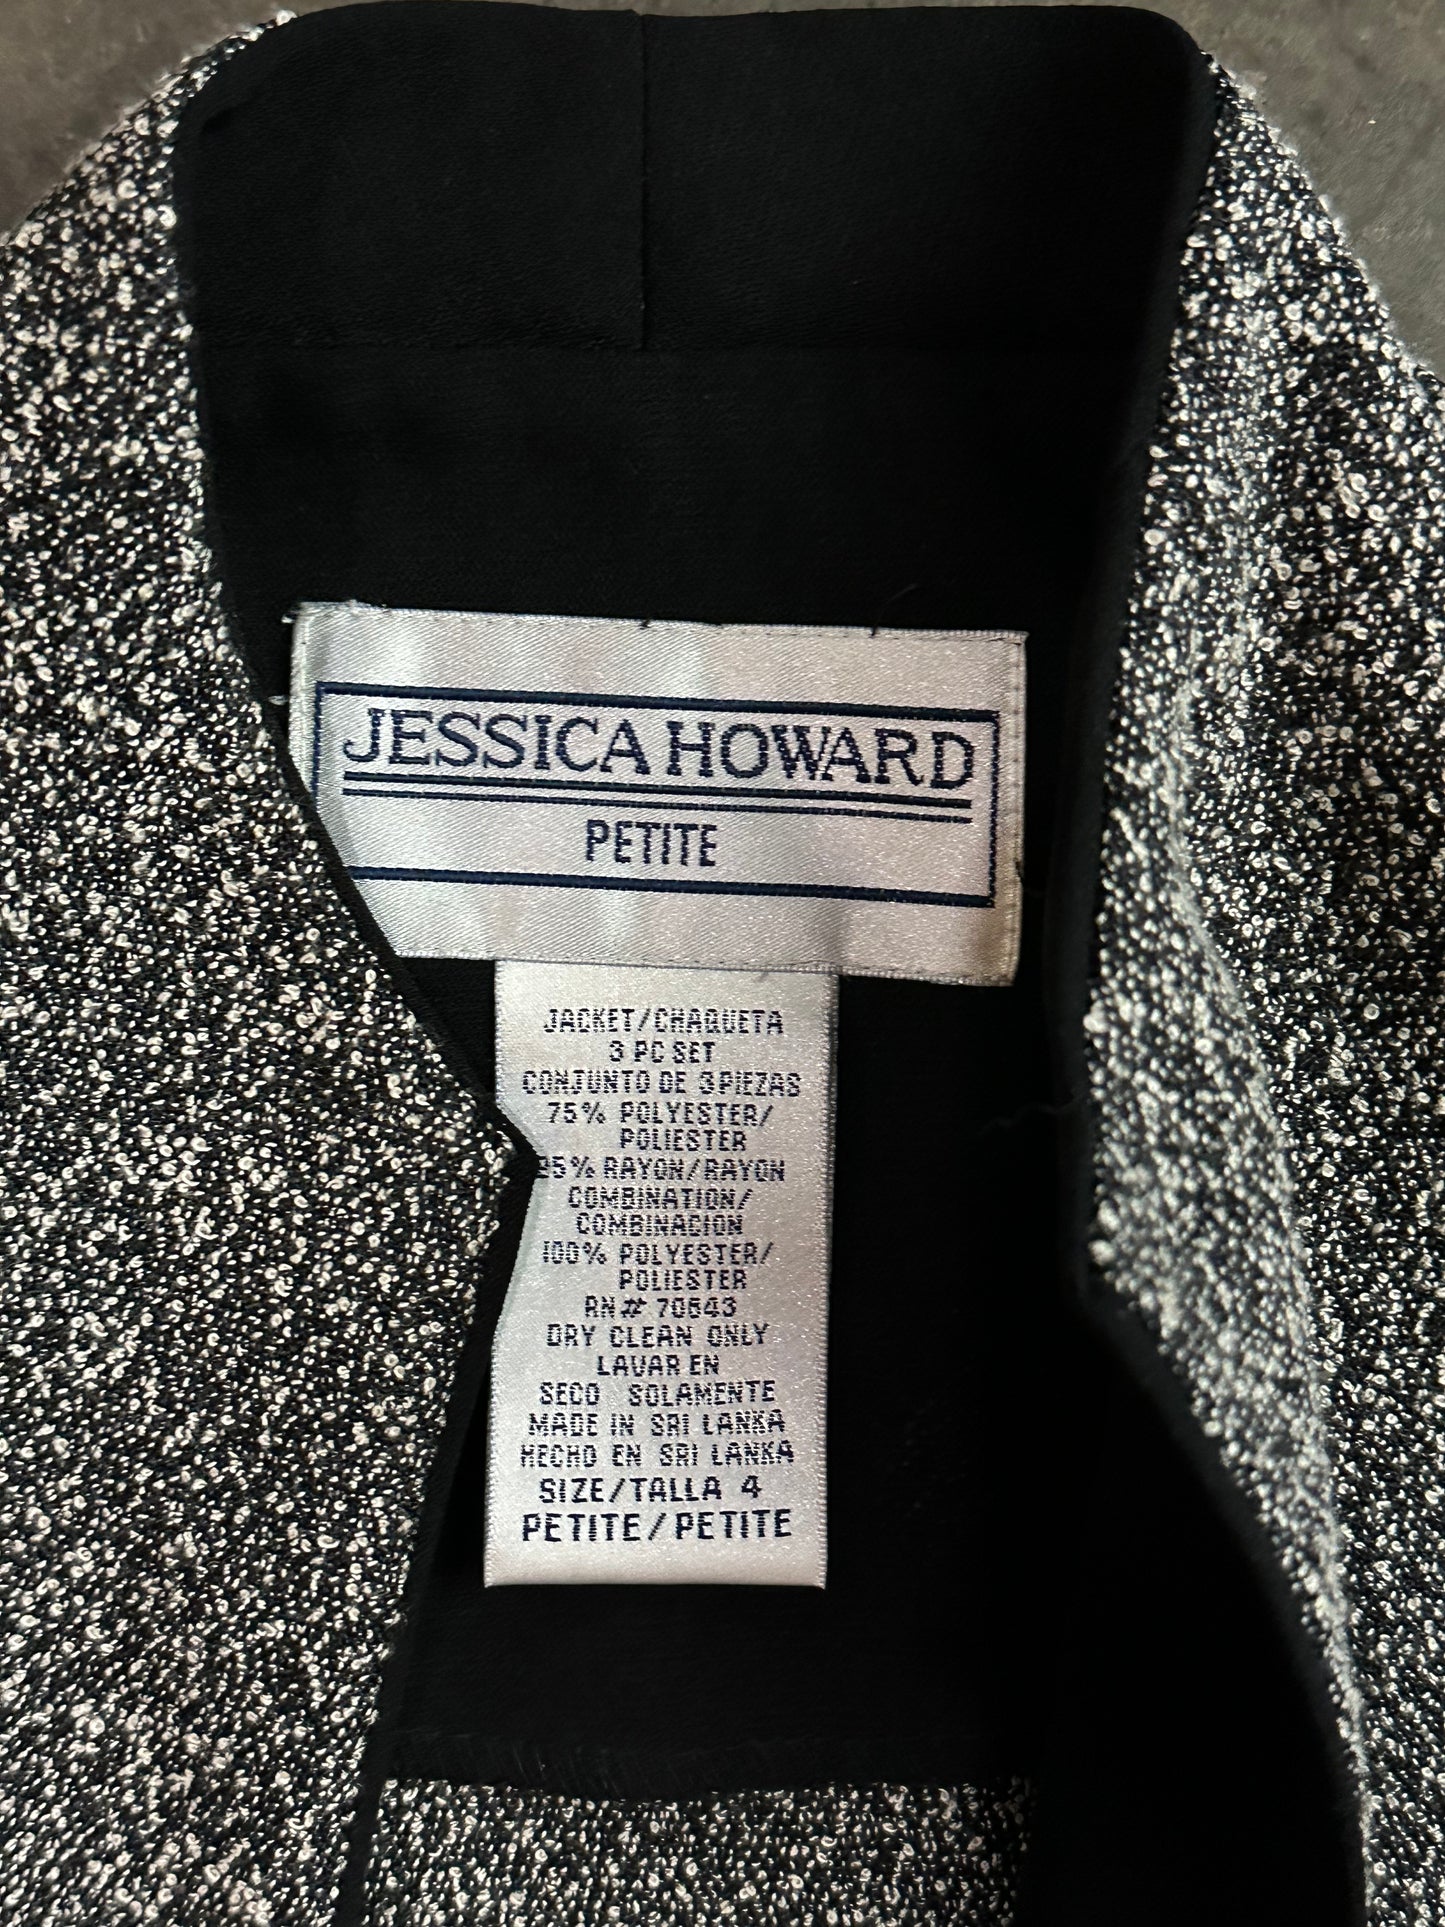 JESSICA HOWARD
PETITE
JACKET/CHAQUETA
3 PC SET
CONJUNTO DE 3 PIEZAS
75% POLYESTER/
POLIESTER
25% RAYON/RAYON
COMBINATION/
COMBINACION
100% POLYESTER/
POLIESTER
RN# 70643
DRY CLEAN ONLY
LAVAR EN
SECO SOLAMENTE
MADE IN SRI LANKA
HECHO EN SRI LANKA
SIZE/TALLA 4
PETITE/PETITE